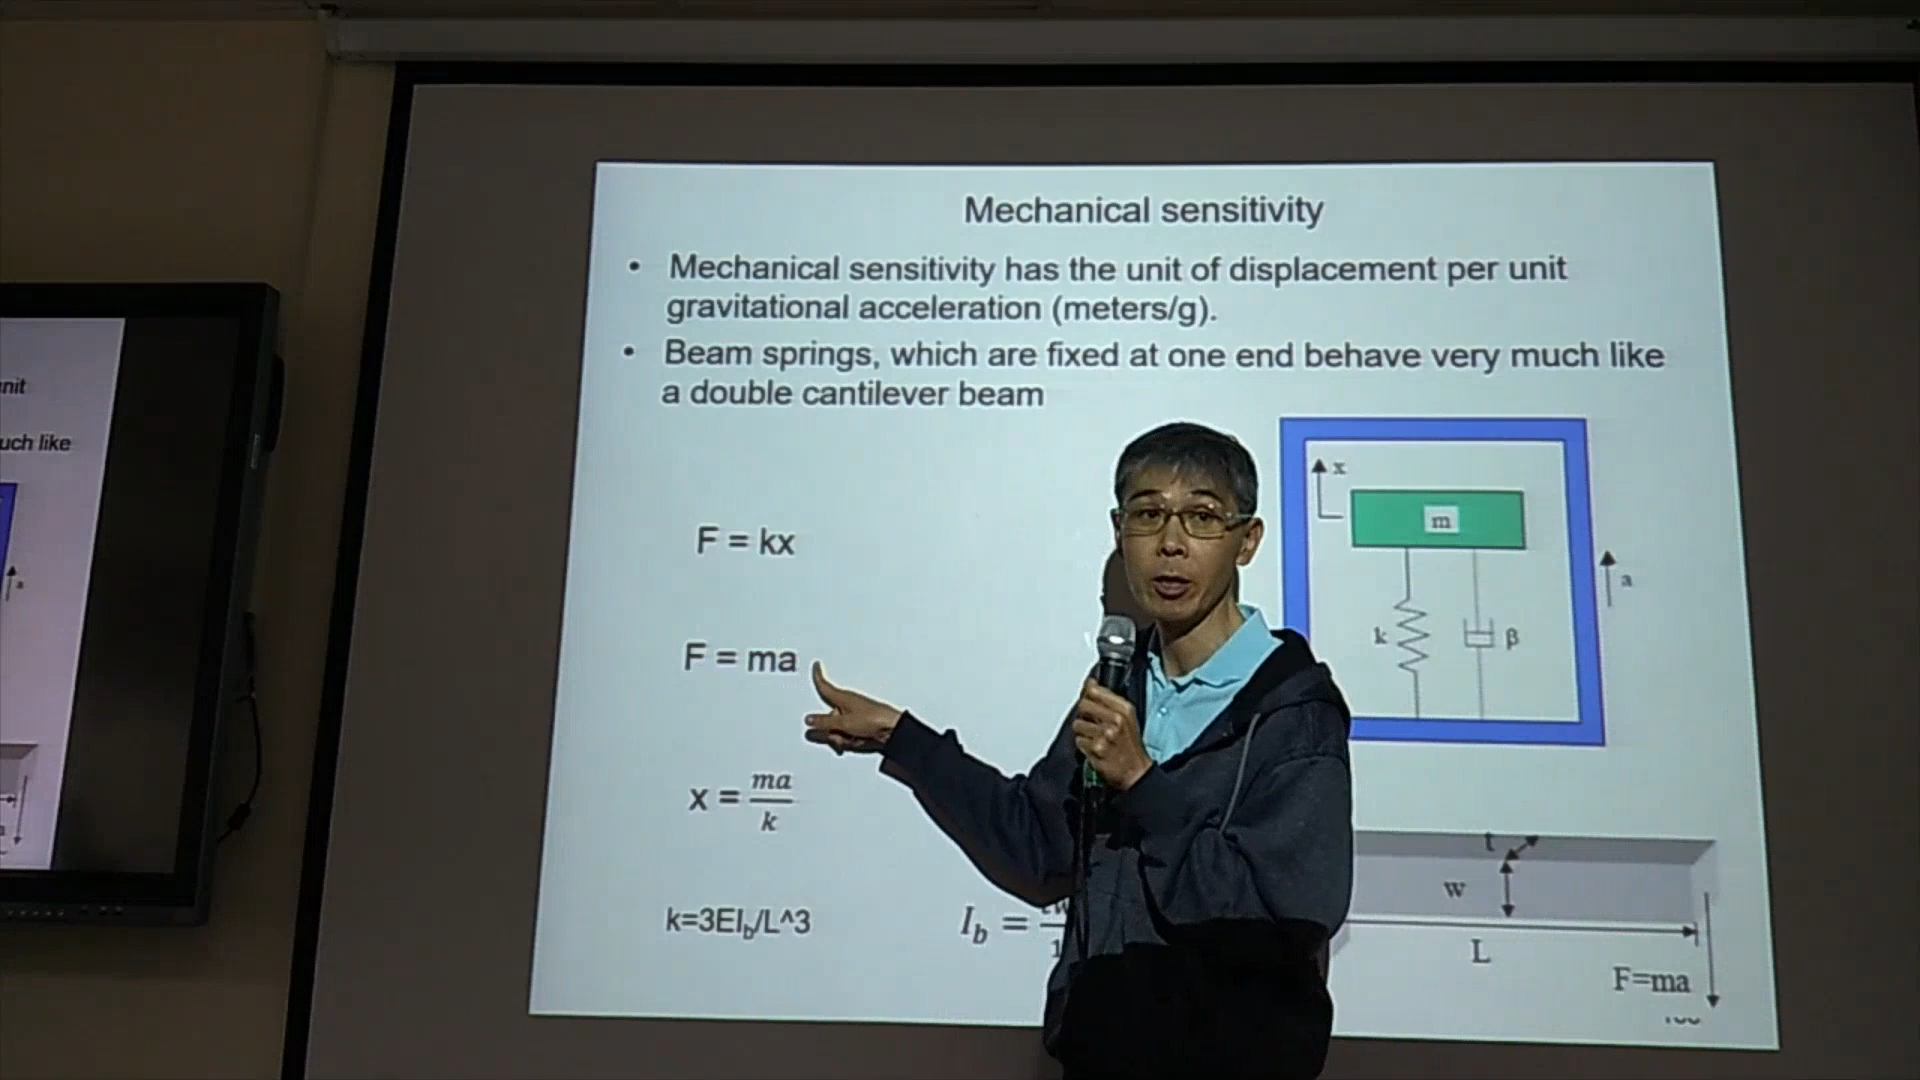 Mechanical sensitivity
• Mechanical sensitivity has the unit of displacement per unit
gravitational acceleration (meters/g).
• Beam springs, which are fixed at one end behave very much like
a double cantilever beam
F = kx
F = ma
x = ma/k
k=3EI_b/L^3
I_b =
x
m
k
β
a
t
w
L
F=ma
nit
uch like